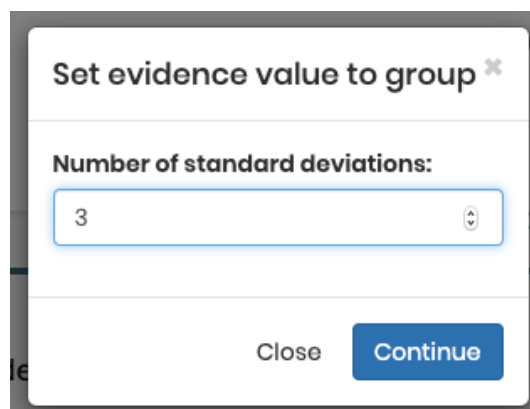 Set evidence value to group ×
Number of standard deviations:
3
Close Continue